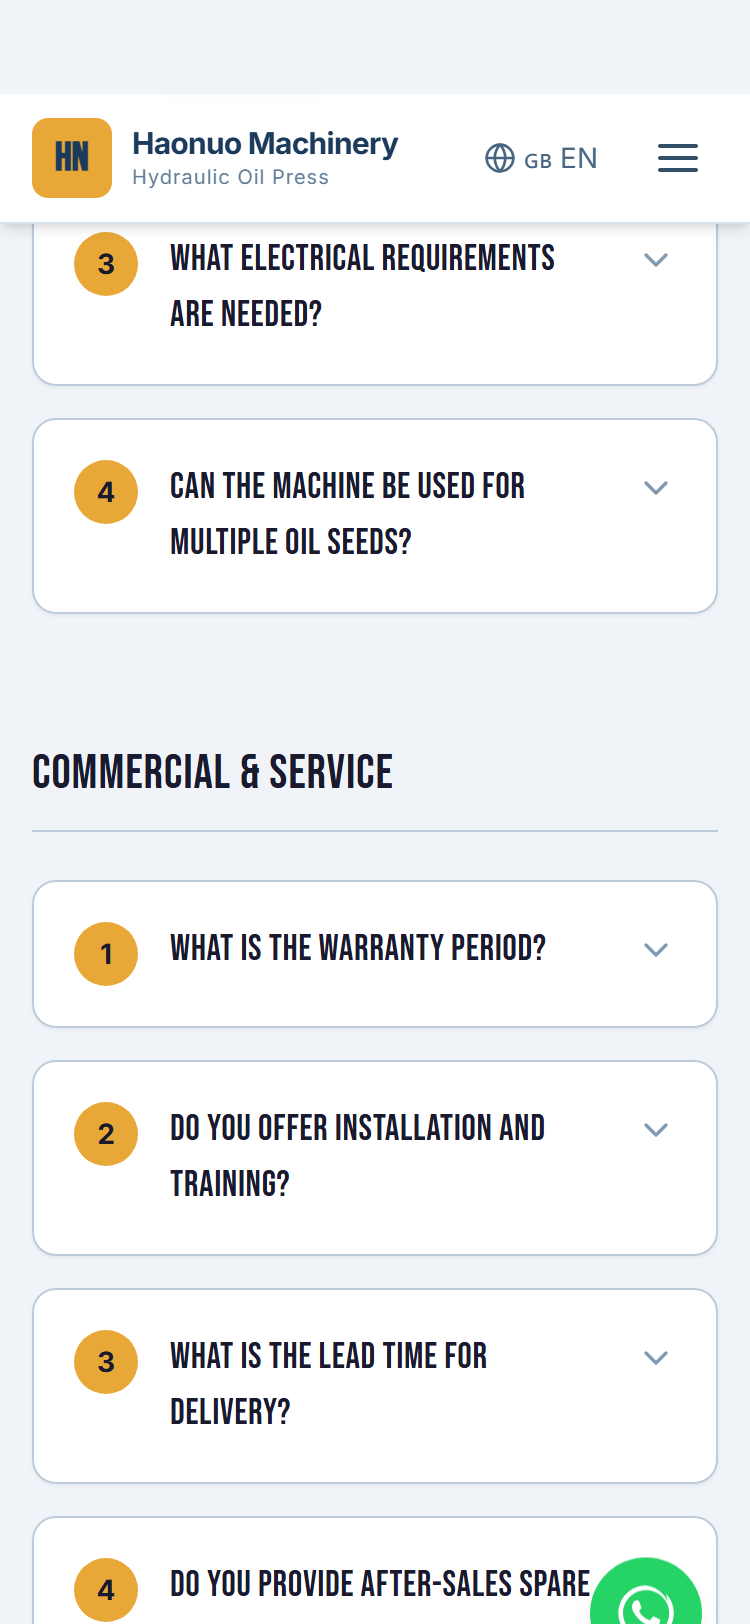 HN
Haonuo Machinery
Hydraulic Oil Press
GB EN
3
WHAT ELECTRICAL REQUIREMENTS
ARE NEEDED?
4
CAN THE MACHINE BE USED FOR
MULTIPLE OIL SEEDS?
COMMERCIAL & SERVICE
1
WHAT IS THE WARRANTY PERIOD?
2
DO YOU OFFER INSTALLATION AND
TRAINING?
3
WHAT IS THE LEAD TIME FOR
DELIVERY?
4
DO YOU PROVIDE AFTER-SALES SPARE